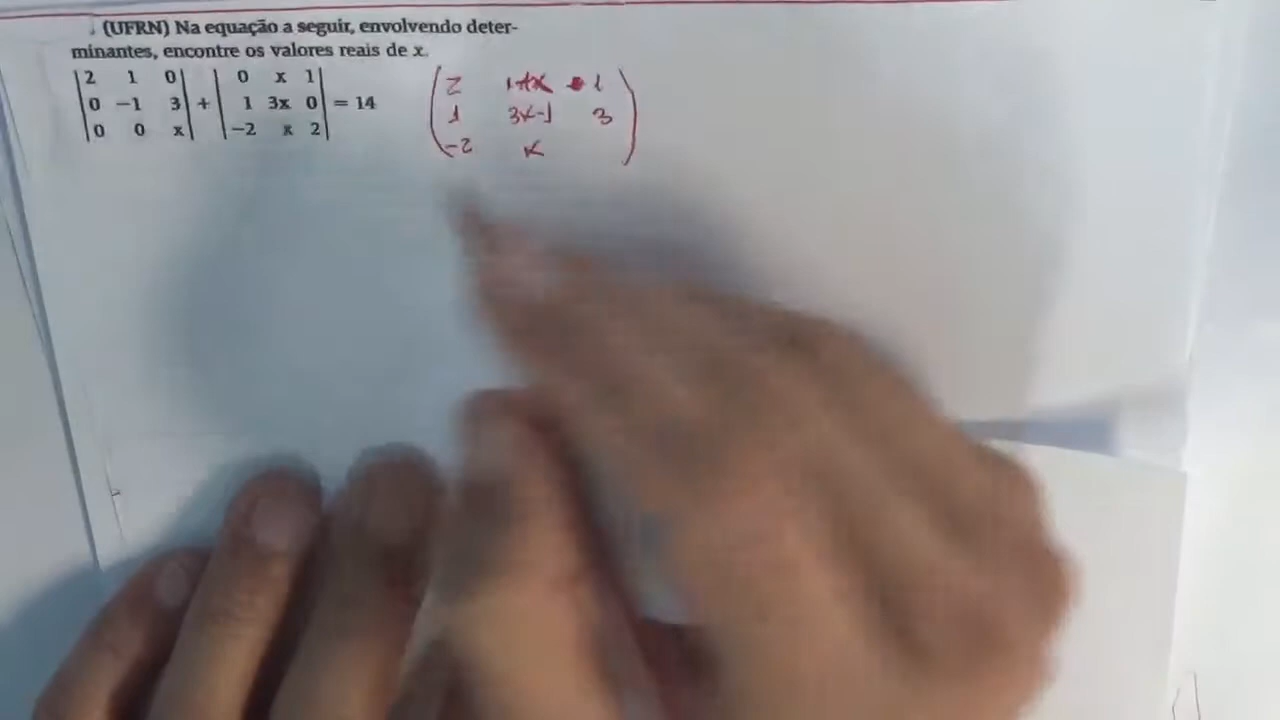 (UFRN) Na equação a seguir, envolvendo deter-
minantes, encontre os valores reais de x.
|2 1 0| + |0 x 1| = 14
|0 -1 3| |1 3x 0|
|0 0 x| |-2 x 2|
(2 1+x 1)
(1 3x-1 3)
(-2 x